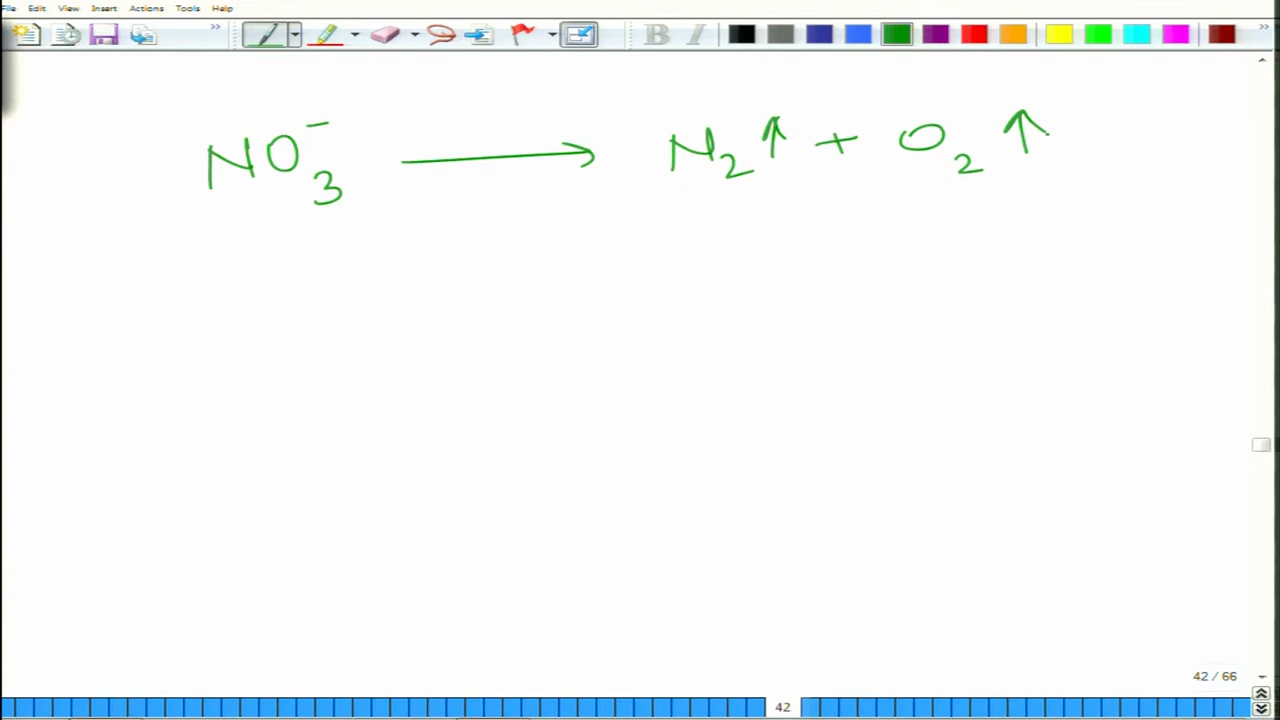 File Edit View Insert Actions Tools Help
» B I »
NO₃⁻ ⟶ N₂↑ + O₂↑
42 / 66
42